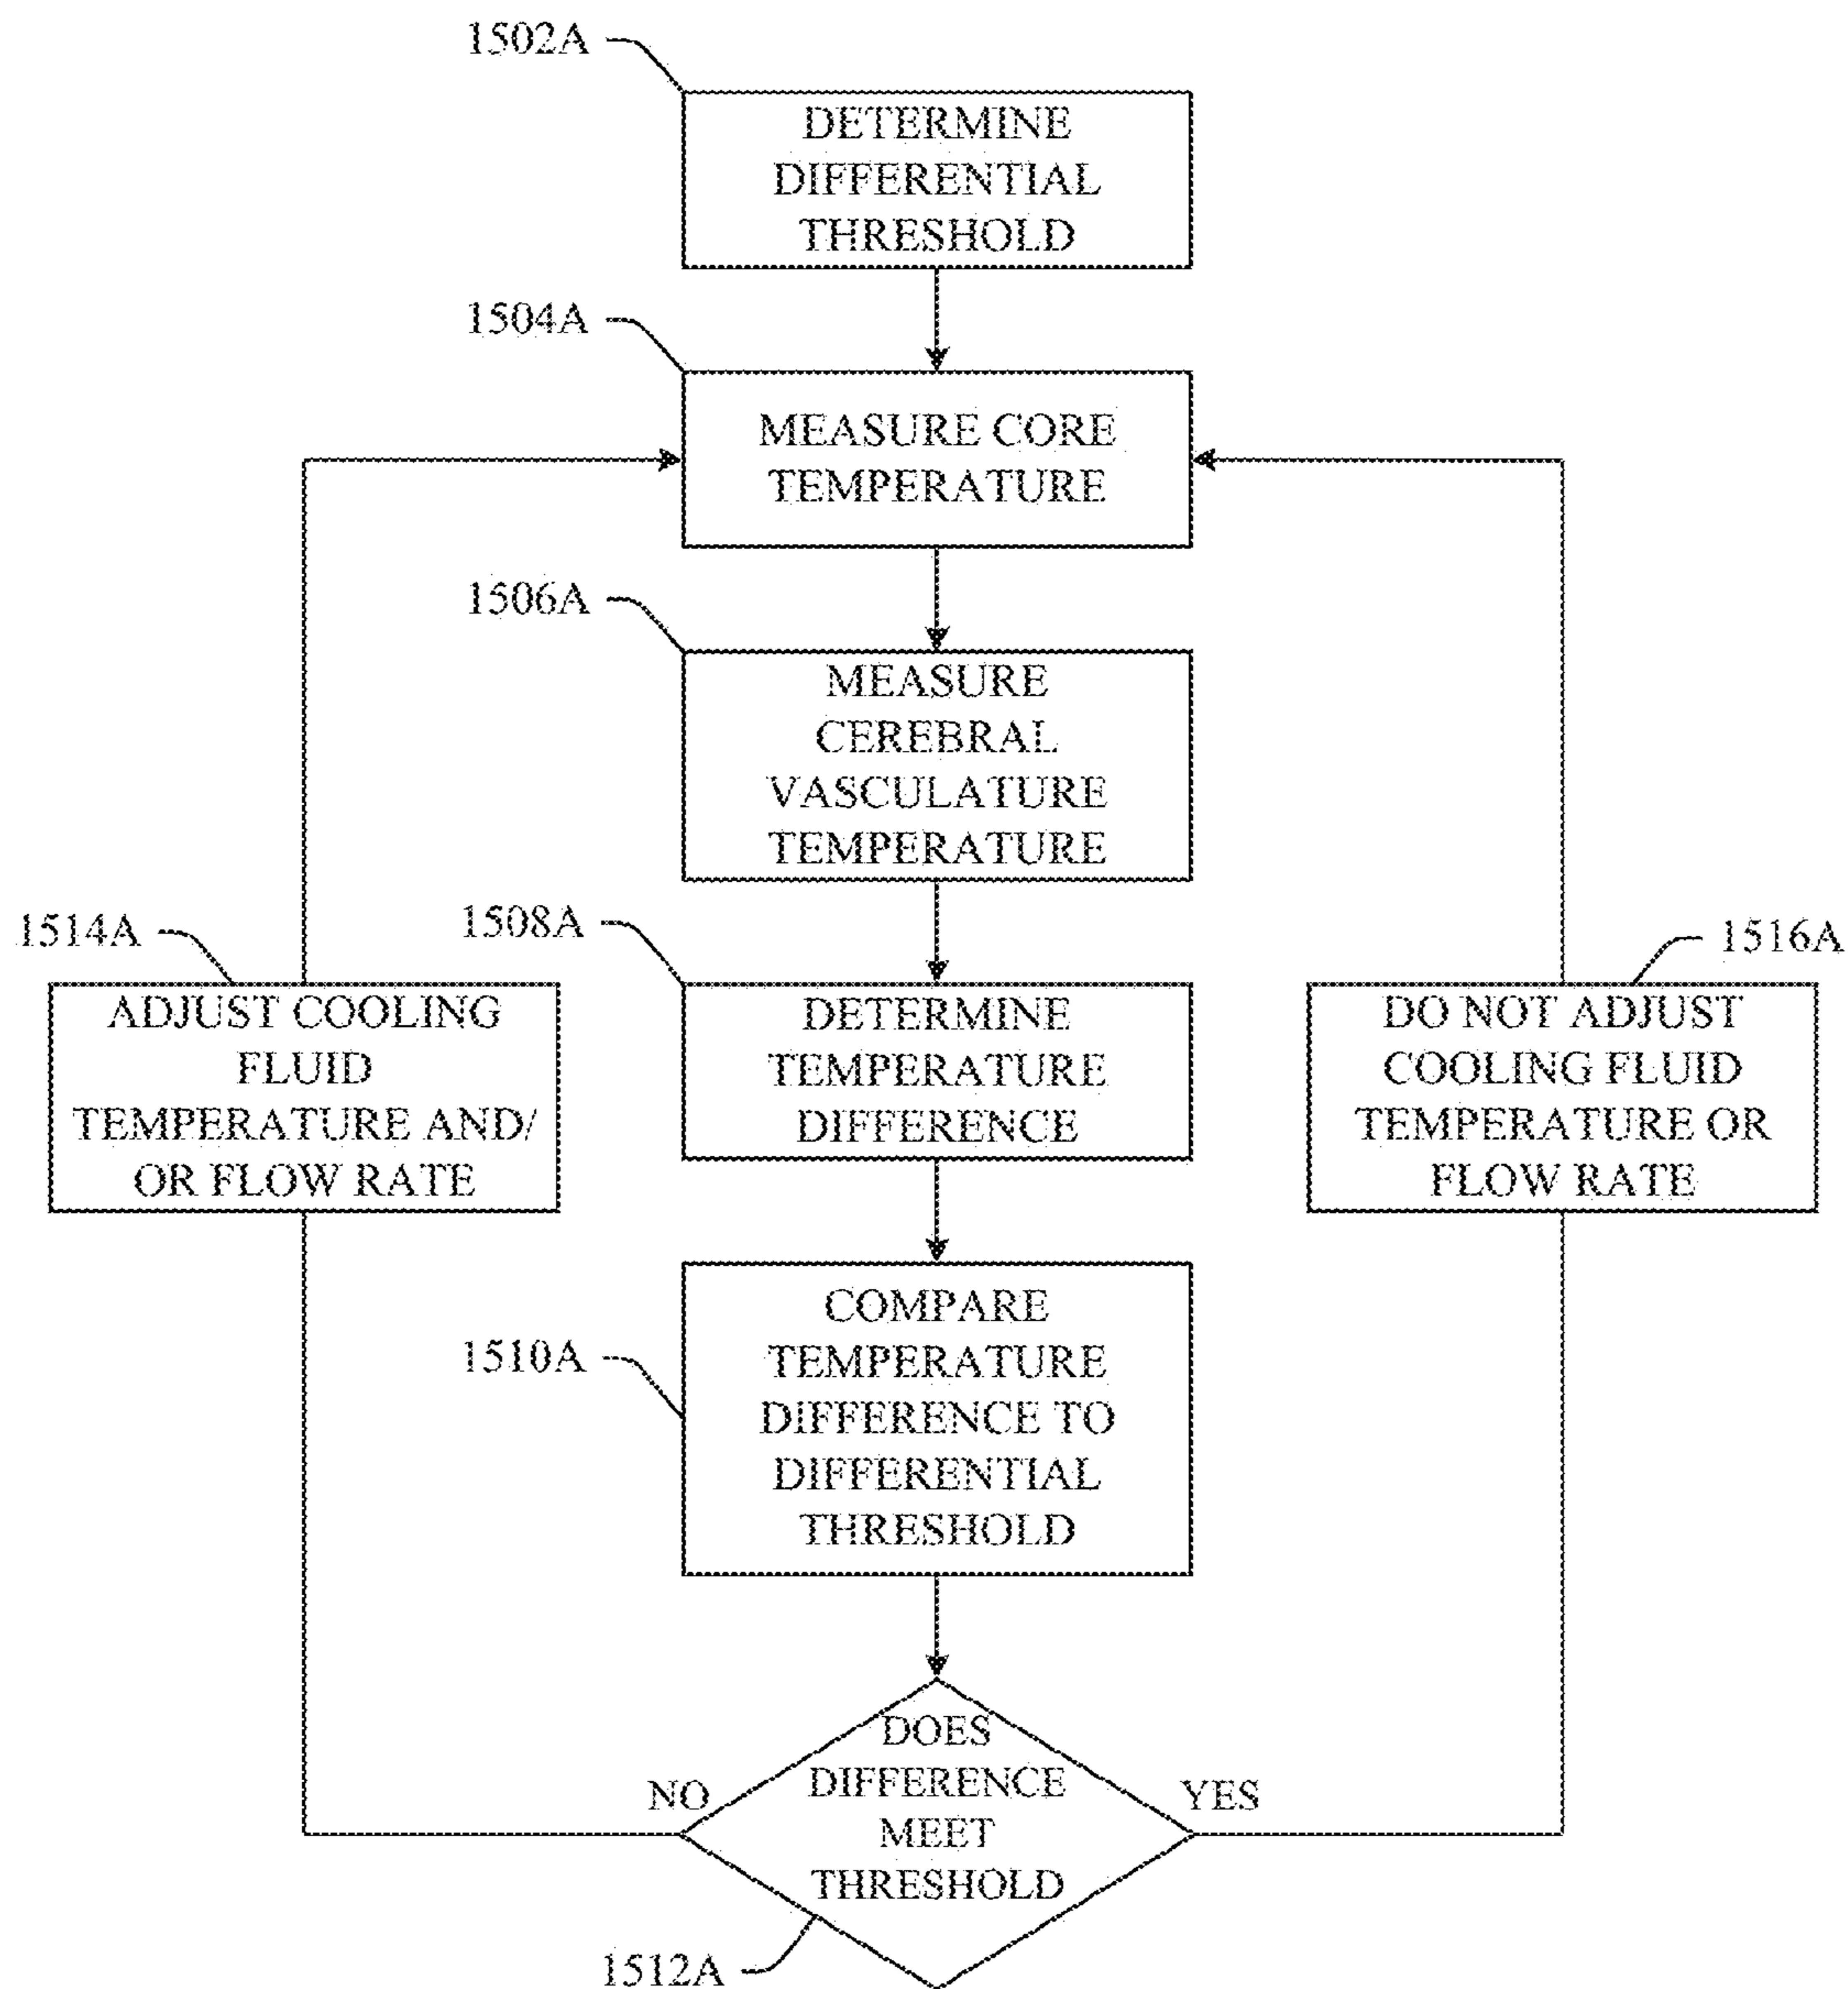 1502A
DETERMINE
DIFFERENTIAL
THRESHOLD
1504A
MEASURE CORE
TEMPERATURE
1506A
MEASURE
CEREBRAL
VASCULATURE
TEMPERATURE
1514A
ADJUST COOLING
FLUID
TEMPERATURE AND/
OR FLOW RATE
1508A
DETERMINE
TEMPERATURE
DIFFERENCE
1516A
DO NOT ADJUST
COOLING FLUID
TEMPERATURE OR
FLOW RATE
1510A
COMPARE
TEMPERATURE
DIFFERENCE TO
DIFFERENTIAL
THRESHOLD
NO
DOES
DIFFERENCE
MEET
THRESHOLD
YES
1512A